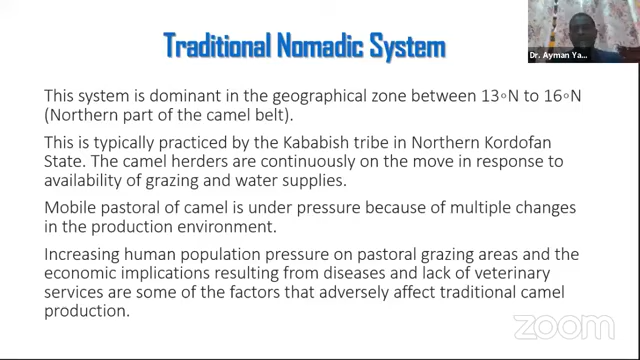 Traditional Nomadic System
Dr. Ayman Ya...
This system is dominant in the geographical zone between 13∘N to 16∘N
(Northern part of the camel belt).
This is typically practiced by the Kababish tribe in Northern Kordofan
State. The camel herders are continuously on the move in response to
availability of grazing and water supplies.
Mobile pastoral of camel is under pressure because of multiple changes
in the production environment.
Increasing human population pressure on pastoral grazing areas and the
economic implications resulting from diseases and lack of veterinary
services are some of the factors that adversely affect traditional camel
production.
zoom